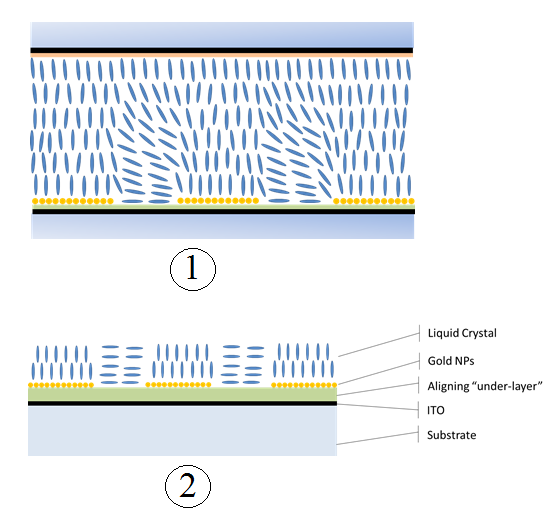 1
Liquid Crystal
Gold NPs
Aligning “under-layer”
ITO
Substrate
2